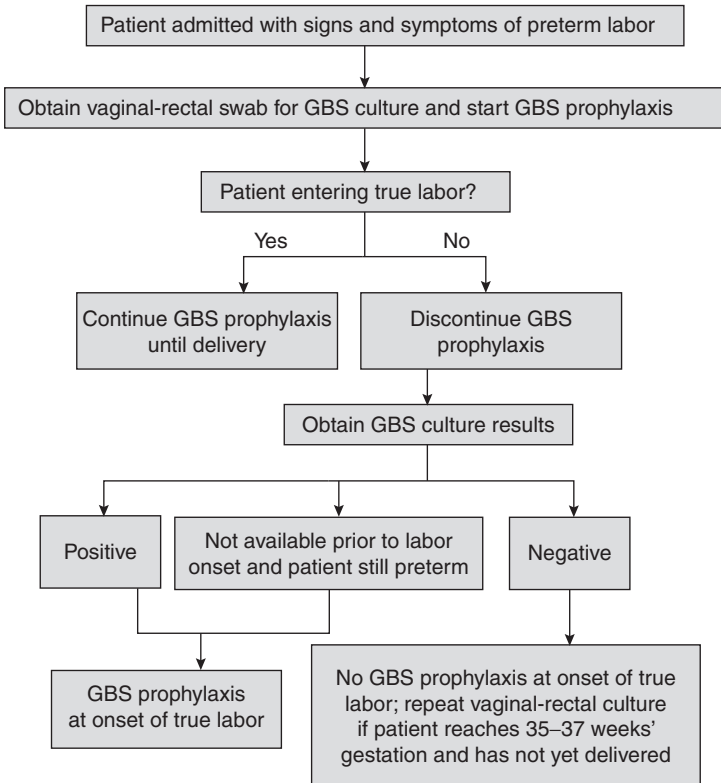 Patient admitted with signs and symptoms of preterm labor
Obtain vaginal-rectal swab for GBS culture and start GBS prophylaxis
Patient entering true labor?
Yes
No
Continue GBS prophylaxis
until delivery
Discontinue GBS
prophylaxis
Obtain GBS culture results
Positive
Not available prior to labor
onset and patient still preterm
Negative
GBS prophylaxis
at onset of true labor
No GBS prophylaxis at onset of true
labor; repeat vaginal-rectal culture
if patient reaches 35–37 weeks’
gestation and has not yet delivered